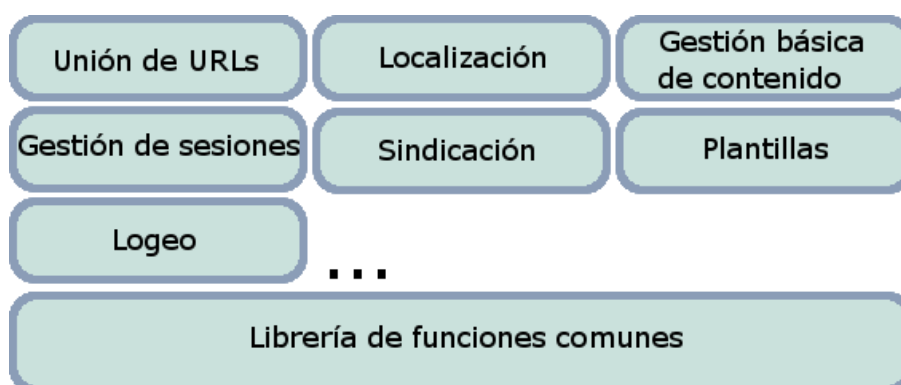 Unión de URLs
Localización
Gestión básica
de contenido
Gestión de sesiones
Sindicación
Plantillas
Logeo
...
Librería de funciones comunes